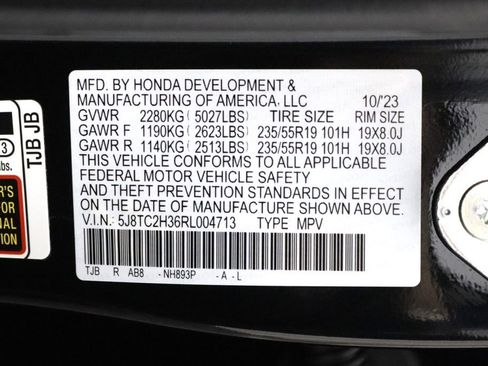 MFD. BY HONDA DEVELOPMENT &
MANUFACTURING OF AMERICA, LLC 10/'23
GVWR 2280KG(5027LBS) TIRE SIZE RIM SIZE
GAWR F 1190KG(2623LBS) 235/55R19 101H 19X8.0J
GAWR R 1140KG(2513LBS) 235/55R19 101H 19X8.0J
THIS VEHICLE CONFORMS TO ALL APPLICABLE
FEDERAL MOTOR VEHICLE SAFETY
AND THEFT PREVENTION STANDARDS IN EFFECT
ON THE DATE OF MANUFACTURE SHOWN ABOVE.
V.I.N.: 5J8TC2H36RL004713 TYPE MPV
TJB R AB8 -NH893P -A-L
TJB JB
3
lbs.